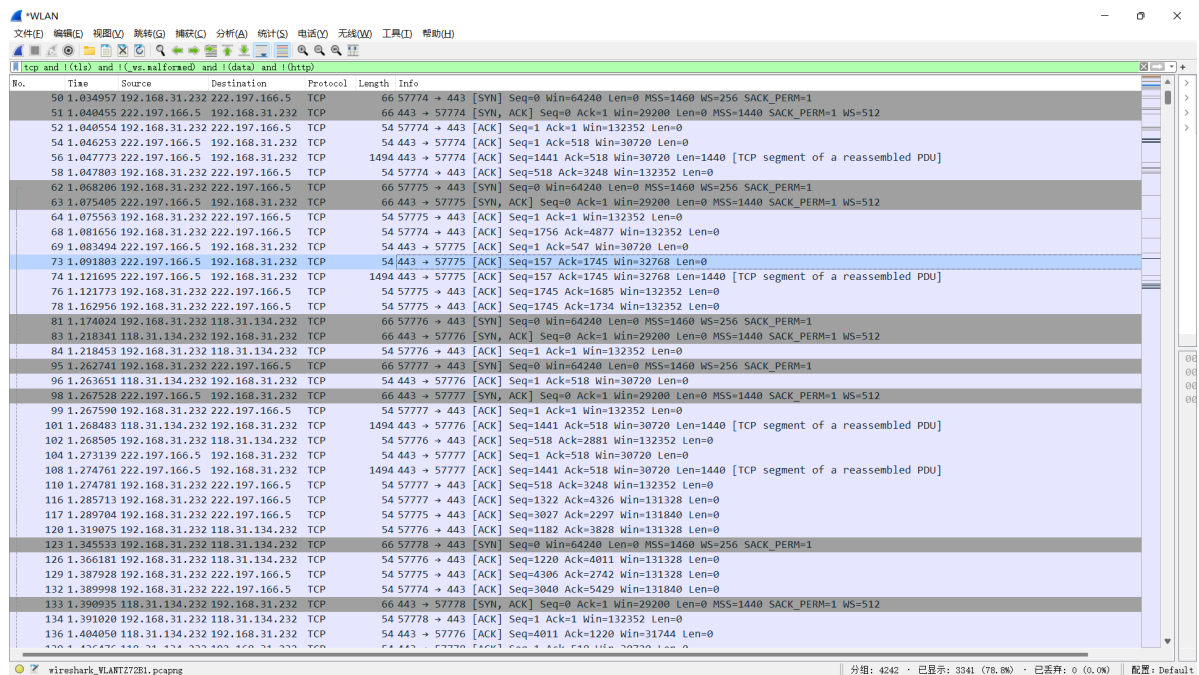 *WLAN
文件(F) 编辑(E) 视图(V) 跳转(G) 捕获(C) 分析(A) 统计(S) 电话(Y) 无线(W) 工具(T) 帮助(H)
tcp and !(tls) and !(_ws.malformed) and !(data) and !(http)
No. Time Source Destination Protocol Length Info
50 1.034957 192.168.31.232 222.197.166.5 TCP 66 57774 → 443 [SYN] Seq=0 Win=64240 Len=0 MSS=1460 WS=256 SACK_PERM=1
51 1.040455 222.197.166.5 192.168.31.232 TCP 66 443 → 57774 [SYN, ACK] Seq=0 Ack=1 Win=29200 Len=0 MSS=1440 SACK_PERM=1 WS=512
52 1.040554 192.168.31.232 222.197.166.5 TCP 54 57774 → 443 [ACK] Seq=1 Ack=1 Win=132352 Len=0
54 1.046253 222.197.166.5 192.168.31.232 TCP 54 443 → 57774 [ACK] Seq=1 Ack=518 Win=30720 Len=0
56 1.047773 222.197.166.5 192.168.31.232 TCP 1494 443 → 57774 [ACK] Seq=1441 Ack=518 Win=30720 Len=1440 [TCP segment of a reassembled PDU]
58 1.047803 192.168.31.232 222.197.166.5 TCP 54 57774 → 443 [ACK] Seq=518 Ack=3248 Win=132352 Len=0
62 1.068206 192.168.31.232 222.197.166.5 TCP 66 57775 → 443 [SYN] Seq=0 Win=64240 Len=0 MSS=1460 WS=256 SACK_PERM=1
63 1.075405 222.197.166.5 192.168.31.232 TCP 66 443 → 57775 [SYN, ACK] Seq=0 Ack=1 Win=29200 Len=0 MSS=1440 SACK_PERM=1 WS=512
64 1.075563 192.168.31.232 222.197.166.5 TCP 54 57775 → 443 [ACK] Seq=1 Ack=1 Win=132352 Len=0
68 1.081656 192.168.31.232 222.197.166.5 TCP 54 57774 → 443 [ACK] Seq=1756 Ack=4877 Win=132352 Len=0
69 1.083494 222.197.166.5 192.168.31.232 TCP 54 443 → 57775 [ACK] Seq=1 Ack=547 Win=30720 Len=0
73 1.091803 222.197.166.5 192.168.31.232 TCP 54 443 → 57775 [ACK] Seq=157 Ack=1745 Win=32768 Len=0
74 1.121695 222.197.166.5 192.168.31.232 TCP 1494 443 → 57775 [ACK] Seq=157 Ack=1745 Win=32768 Len=1440 [TCP segment of a reassembled PDU]
76 1.121773 192.168.31.232 222.197.166.5 TCP 54 57775 → 443 [ACK] Seq=1745 Ack=1685 Win=132352 Len=0
78 1.162956 192.168.31.232 222.197.166.5 TCP 54 57775 → 443 [ACK] Seq=1745 Ack=1734 Win=132352 Len=0
81 1.174024 192.168.31.232 118.31.134.232 TCP 66 57776 → 443 [SYN] Seq=0 Win=64240 Len=0 MSS=1460 WS=256 SACK_PERM=1
83 1.218341 118.31.134.232 192.168.31.232 TCP 66 443 → 57776 [SYN, ACK] Seq=0 Ack=1 Win=29200 Len=0 MSS=1440 SACK_PERM=1 WS=512
84 1.218453 192.168.31.232 118.31.134.232 TCP 54 57776 → 443 [ACK] Seq=1 Ack=1 Win=132352 Len=0
95 1.262741 192.168.31.232 222.197.166.5 TCP 66 57777 → 443 [SYN] Seq=0 Win=64240 Len=0 MSS=1460 WS=256 SACK_PERM=1
96 1.263651 118.31.134.232 192.168.31.232 TCP 54 443 → 57776 [ACK] Seq=1 Ack=518 Win=30720 Len=0
98 1.267528 222.197.166.5 192.168.31.232 TCP 66 443 → 57777 [SYN, ACK] Seq=0 Ack=1 Win=29200 Len=0 MSS=1440 SACK_PERM=1 WS=512
99 1.267590 192.168.31.232 222.197.166.5 TCP 54 57777 → 443 [ACK] Seq=1 Ack=1 Win=132352 Len=0
101 1.268483 118.31.134.232 192.168.31.232 TCP 1494 443 → 57776 [ACK] Seq=1441 Ack=518 Win=30720 Len=1440 [TCP segment of a reassembled PDU]
102 1.268505 192.168.31.232 118.31.134.232 TCP 54 57776 → 443 [ACK] Seq=518 Ack=2881 Win=132352 Len=0
104 1.273139 222.197.166.5 192.168.31.232 TCP 54 443 → 57777 [ACK] Seq=1 Ack=518 Win=30720 Len=0
108 1.274761 222.197.166.5 192.168.31.232 TCP 1494 443 → 57777 [ACK] Seq=1441 Ack=518 Win=30720 Len=1440 [TCP segment of a reassembled PDU]
110 1.274781 192.168.31.232 222.197.166.5 TCP 54 57777 → 443 [ACK] Seq=518 Ack=3248 Win=132352 Len=0
116 1.285713 192.168.31.232 222.197.166.5 TCP 54 57777 → 443 [ACK] Seq=1322 Ack=4326 Win=131328 Len=0
117 1.289704 192.168.31.232 222.197.166.5 TCP 54 57775 → 443 [ACK] Seq=3027 Ack=2297 Win=131840 Len=0
120 1.319075 192.168.31.232 118.31.134.232 TCP 54 57776 → 443 [ACK] Seq=1182 Ack=3828 Win=131328 Len=0
123 1.345533 192.168.31.232 118.31.134.232 TCP 66 57778 → 443 [SYN] Seq=0 Win=64240 Len=0 MSS=1460 WS=256 SACK_PERM=1
126 1.366181 192.168.31.232 118.31.134.232 TCP 54 57776 → 443 [ACK] Seq=1220 Ack=4011 Win=131328 Len=0
129 1.387928 192.168.31.232 222.197.166.5 TCP 54 57775 → 443 [ACK] Seq=4306 Ack=2742 Win=131328 Len=0
132 1.389998 192.168.31.232 222.197.166.5 TCP 54 57774 → 443 [ACK] Seq=3040 Ack=5429 Win=131840 Len=0
133 1.390935 118.31.134.232 192.168.31.232 TCP 66 443 → 57778 [SYN, ACK] Seq=0 Ack=1 Win=29200 Len=0 MSS=1440 SACK_PERM=1 WS=512
134 1.391020 192.168.31.232 118.31.134.232 TCP 54 57778 → 443 [ACK] Seq=1 Ack=1 Win=132352 Len=0
136 1.404050 118.31.134.232 192.168.31.232 TCP 54 443 → 57776 [ACK] Seq=4011 Ack=1220 Win=31744 Len=0
wireshark_WLANTZ72B1.pcapng 分组: 4242 · 已显示: 3341 (78.8%) · 已丢弃: 0 (0.0%) 配置: Default